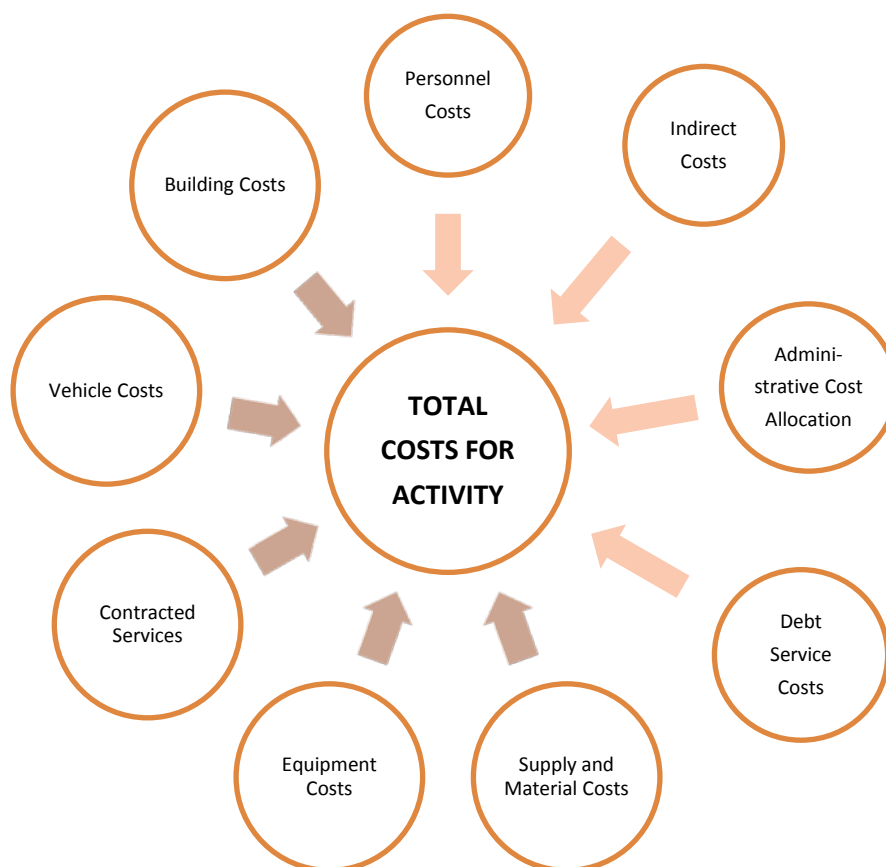 Personnel
Costs
Indirect
Costs
Building Costs
Admini-
strative Cost
Allocation
Vehicle Costs
TOTAL
COSTS FOR
ACTIVITY
Contracted
Services
Debt
Service
Costs
Equipment
Costs
Supply and
Material Costs